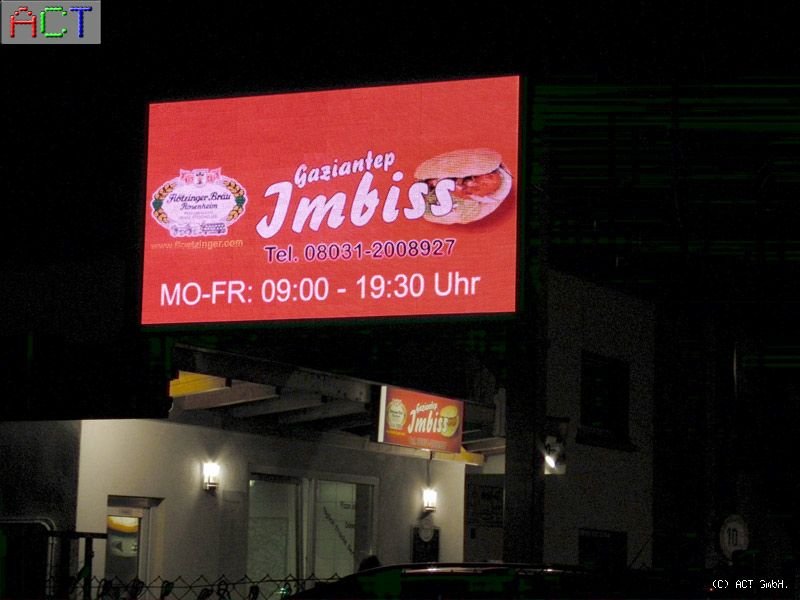 ACT
Gaziantep
Imbiss
Flötzinger Bräu
Rosenheim
www.floetzinger.com
Tel. 08031-2008927
MO-FR: 09:00 - 19:30 Uhr
Gaziantep
Imbiss
10
(C) ACT GmbH.